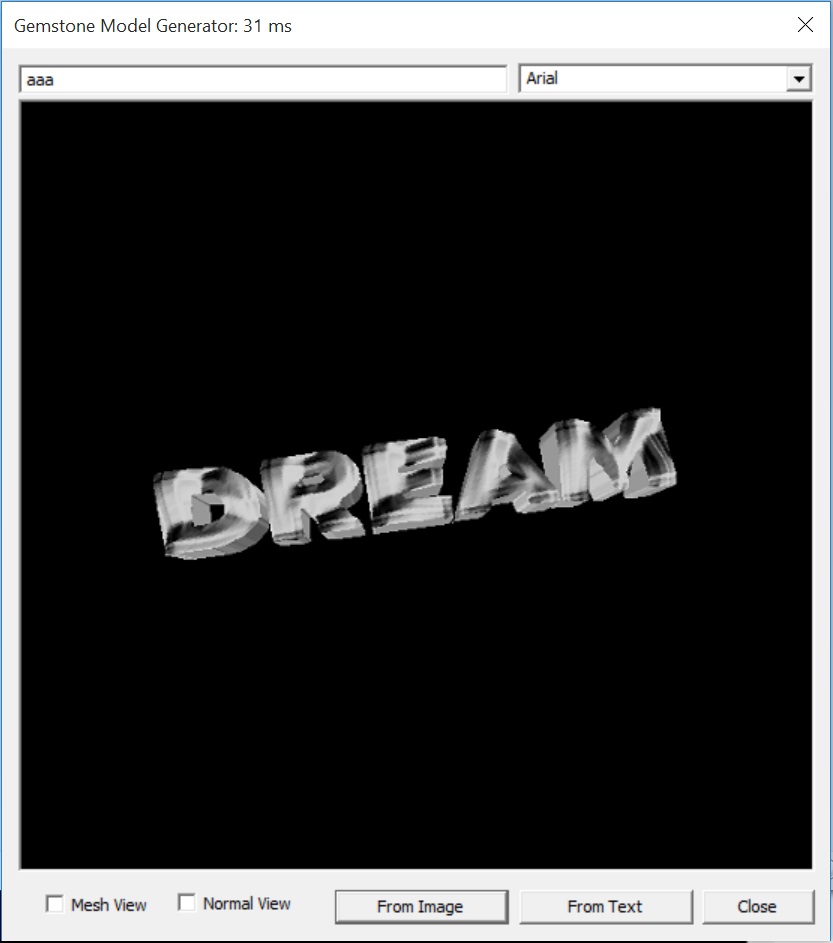 Gemstone Model Generator: 31 ms
aaa
Arial
DREAM
Mesh View
Normal View
From Image
From Text
Close